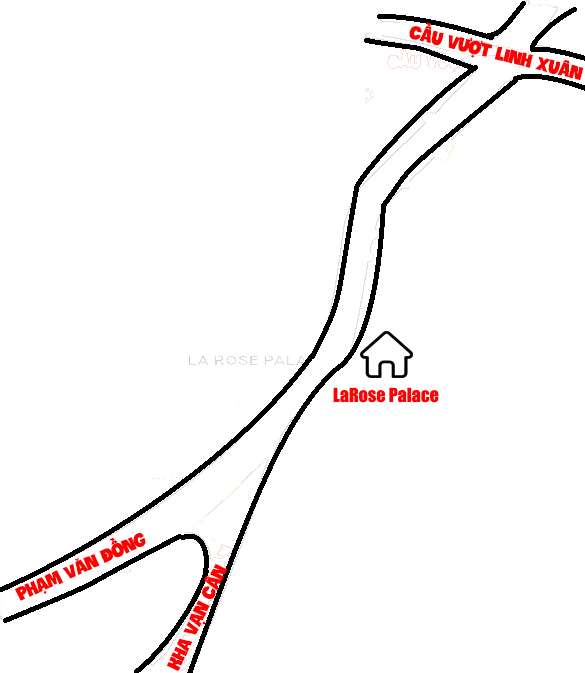 CẦU VƯỢT LINH XUÂN
LA ROSE PALA
LaRose Palace
PHẠM VĂN ĐỒNG
KHA VẠN CÂN